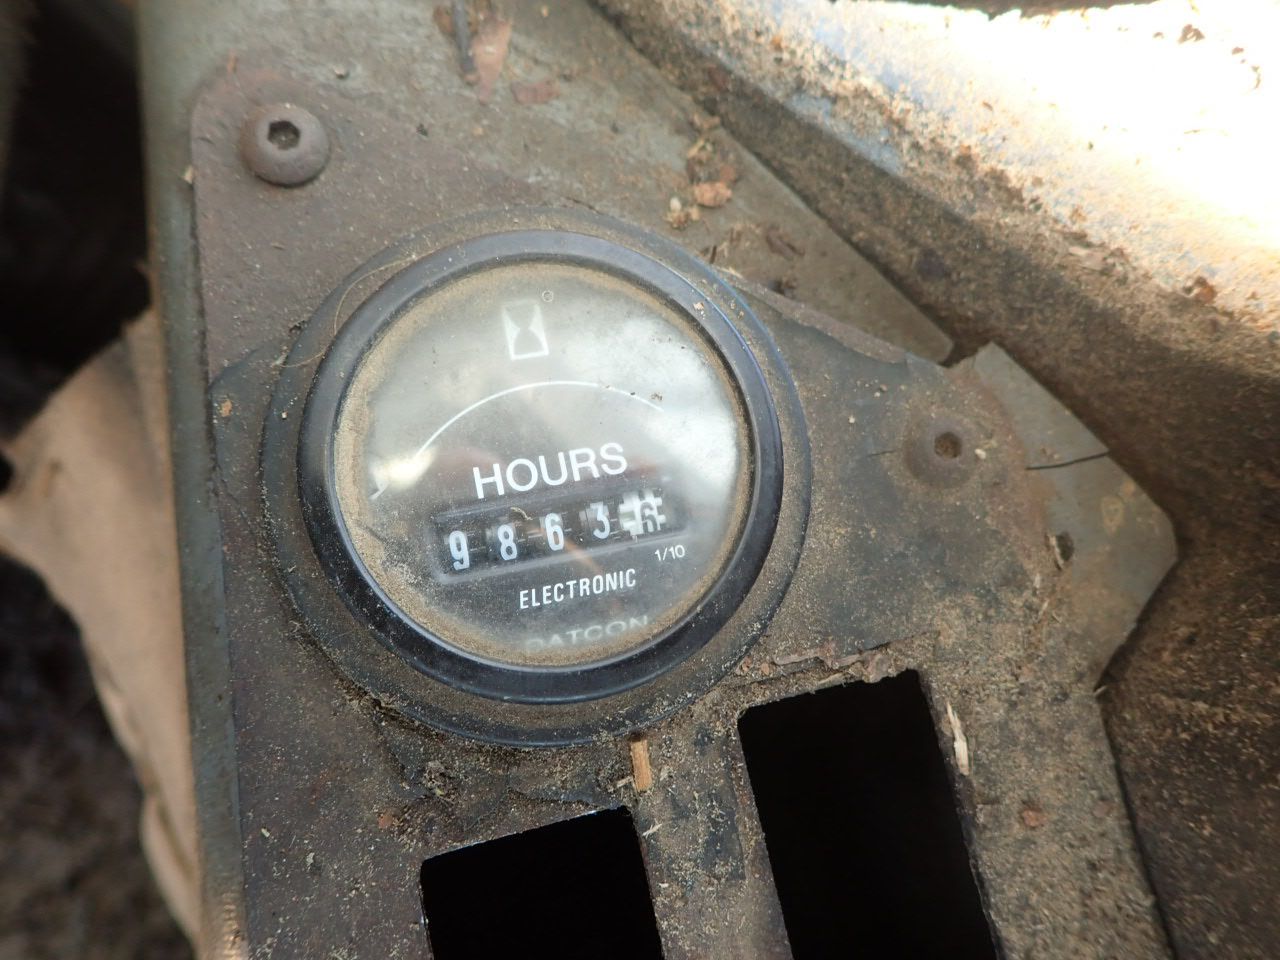 HOURS
9 8 6 3 6
1/10
ELECTRONIC
DATCON